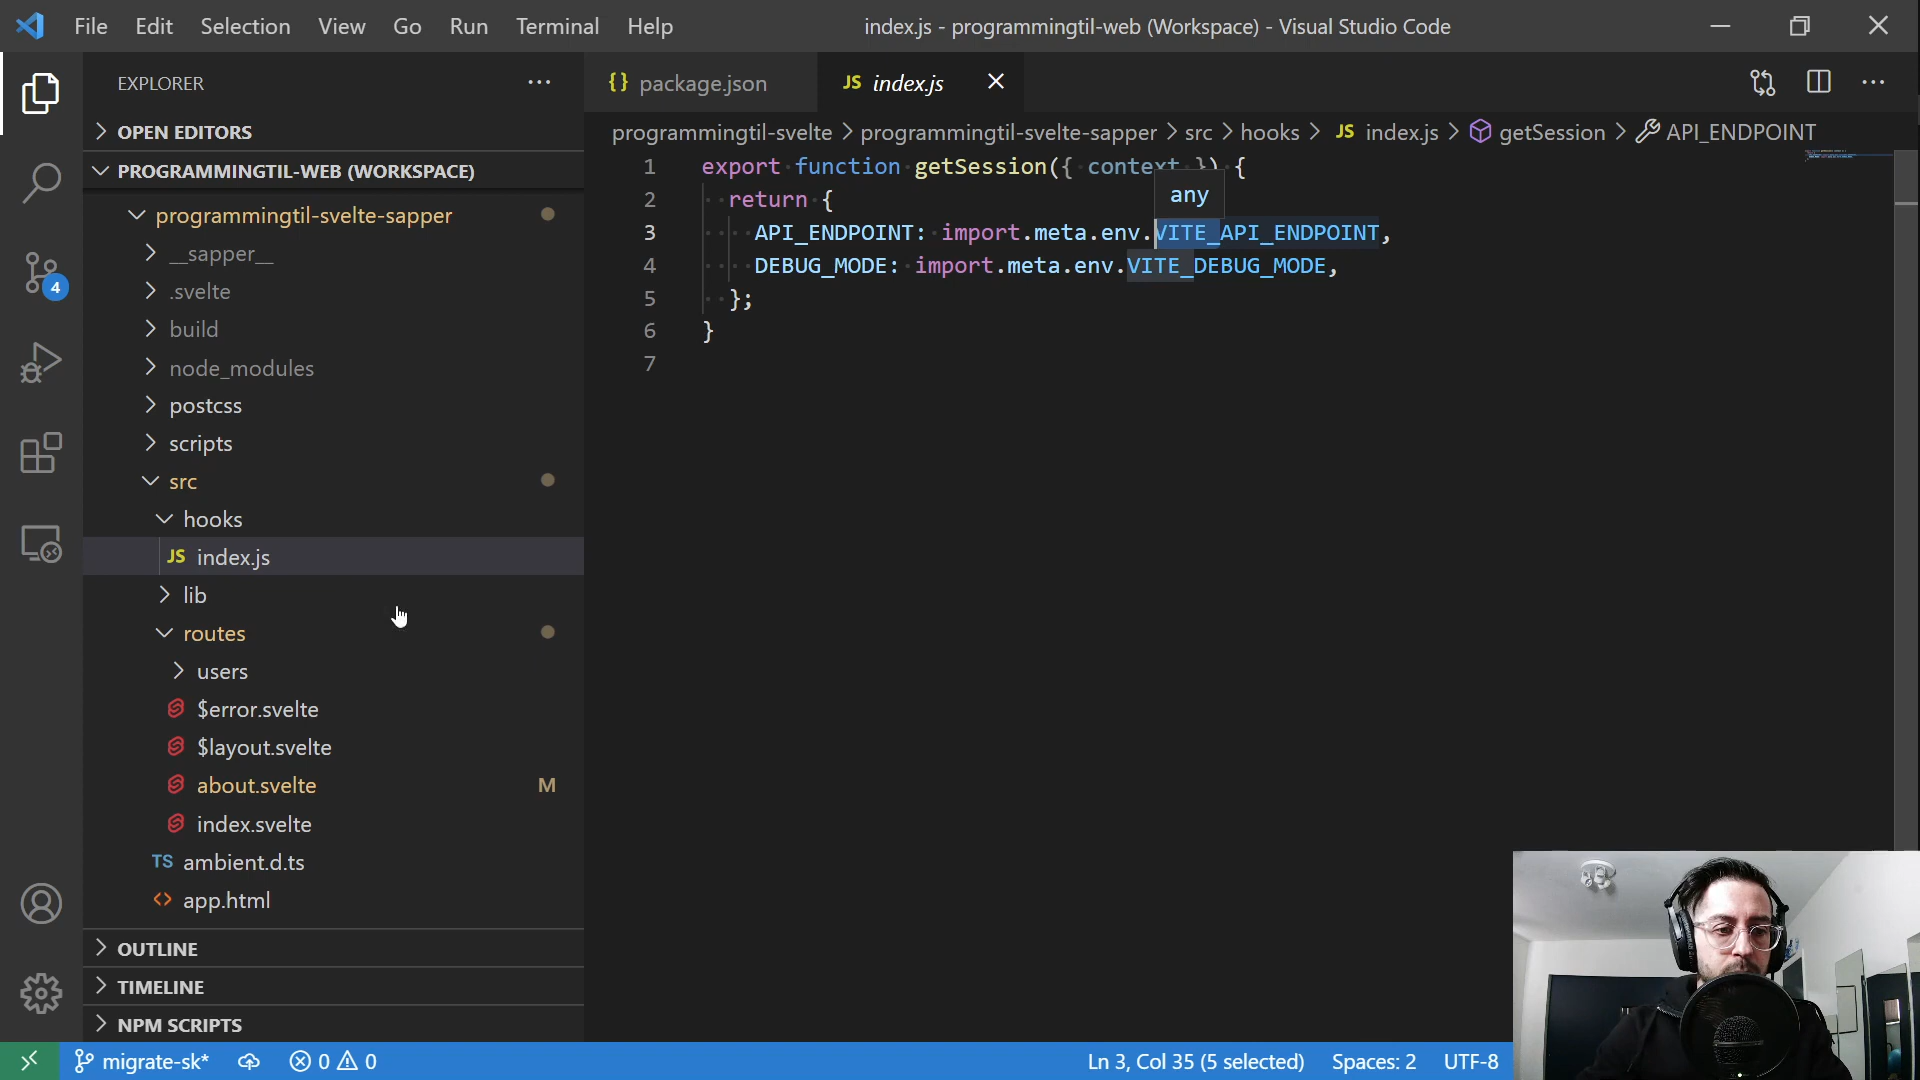 File Edit Selection View Go Run Terminal Help index.js - programmingtil-web (Workspace) - Visual Studio Code
EXPLORER
OPEN EDITORS
PROGRAMMINGTIL-WEB (WORKSPACE)
programmingtil-svelte-sapper
__sapper__
.svelte
build
node_modules
postcss
scripts
src
hooks
JS index.js
lib
routes
users
$error.svelte
$layout.svelte
about.svelte M
index.svelte
TS ambient.d.ts
<> app.html
OUTLINE
TIMELINE
NPM SCRIPTS
4
{} package.json JS index.js
programmingtil-svelte > programmingtil-svelte-sapper > src > hooks > JS index.js > getSession > API_ENDPOINT
1 export function getSession({ context }) {
any
2 return {
3 API_ENDPOINT: import.meta.env.VITE_API_ENDPOINT,
4 DEBUG_MODE: import.meta.env.VITE_DEBUG_MODE,
5 };
6 }
7
migrate-sk* 0 0 Ln 3, Col 35 (5 selected) Spaces: 2 UTF-8